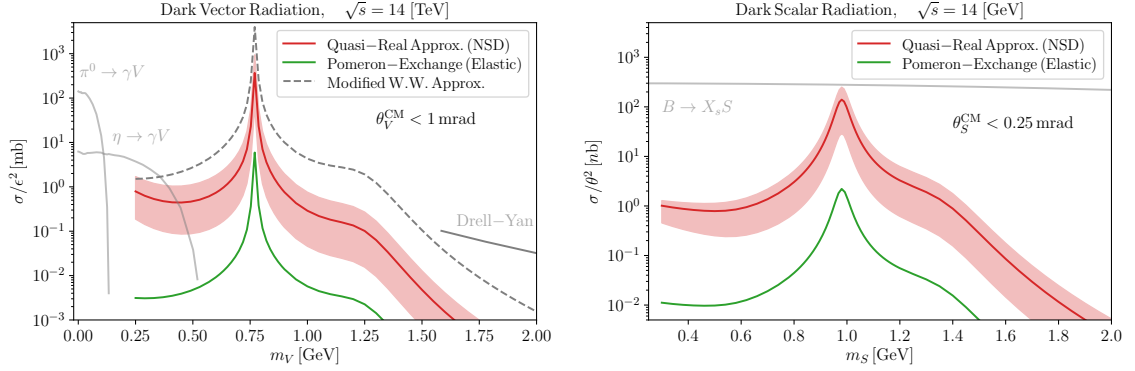 Dark Vector Radiation, √s = 14 [TeV]
σ/ϵ² [mb]
10³
10²
10¹
10⁰
10⁻¹
10⁻²
10⁻³
Quasi−Real Approx. (NSD)
Pomeron−Exchange (Elastic)
Modified W.W. Approx.
π⁰ → γV
η → γV
θ_V^CM < 1 mrad
Drell−Yan
0.00 0.25 0.50 0.75 1.00 1.25 1.50 1.75 2.00
m_V [GeV]
Dark Scalar Radiation, √s = 14 [GeV]
σ/θ² [nb]
10³
10²
10¹
10⁰
10⁻¹
10⁻²
Quasi−Real Approx. (NSD)
Pomeron−Exchange (Elastic)
B → X_sS
θ_S^CM < 0.25 mrad
0.4 0.6 0.8 1.0 1.2 1.4 1.6 1.8 2.0
m_S [GeV]